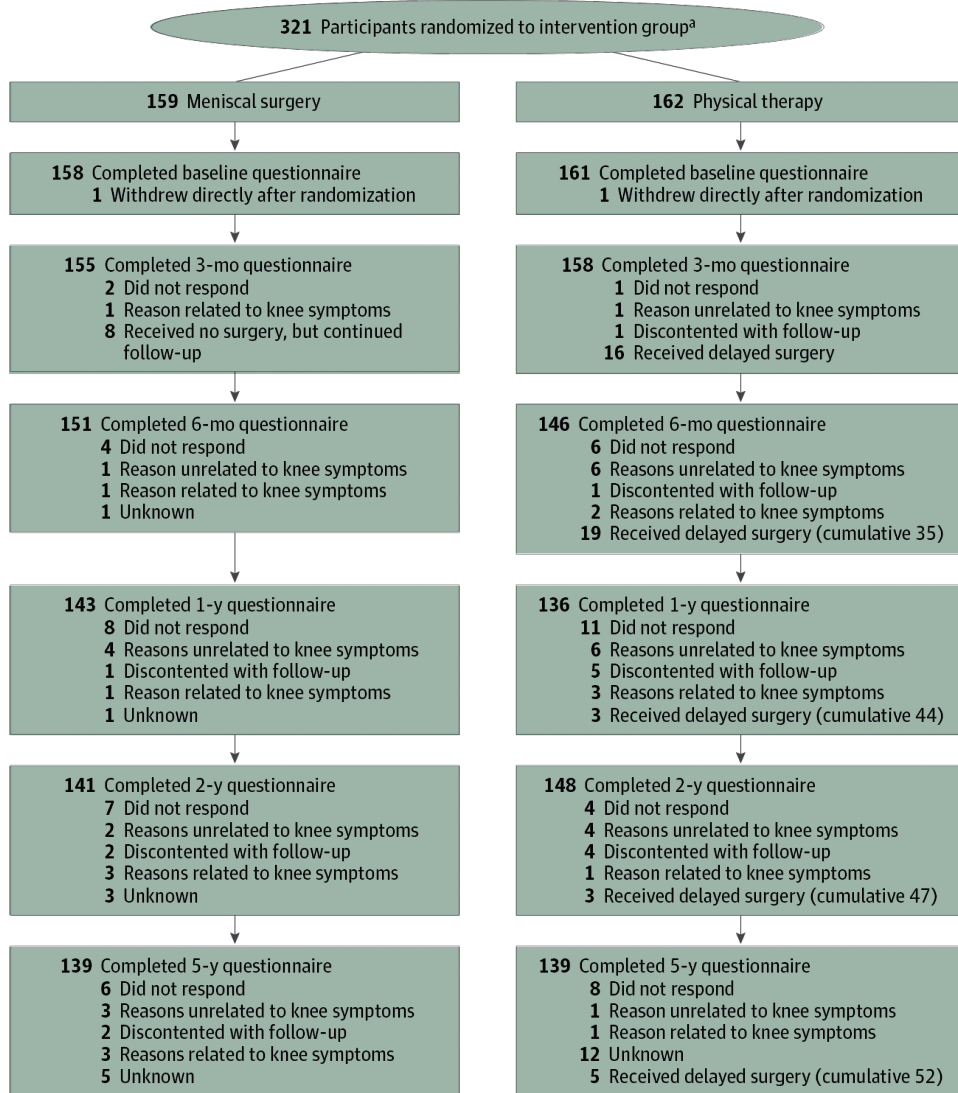 321 Participants randomized to intervention groupᵃ
159 Meniscal surgery
158 Completed baseline questionnaire
1 Withdrew directly after randomization
155 Completed 3-mo questionnaire
2 Did not respond
1 Reason related to knee symptoms
8 Received no surgery, but continued
follow-up
151 Completed 6-mo questionnaire
4 Did not respond
1 Reason unrelated to knee symptoms
1 Reason related to knee symptoms
1 Unknown
143 Completed 1-y questionnaire
8 Did not respond
4 Reasons unrelated to knee symptoms
1 Discontented with follow-up
1 Reason related to knee symptoms
1 Unknown
141 Completed 2-y questionnaire
7 Did not respond
2 Reasons unrelated to knee symptoms
2 Discontented with follow-up
3 Reasons related to knee symptoms
3 Unknown
139 Completed 5-y questionnaire
6 Did not respond
3 Reasons unrelated to knee symptoms
2 Discontented with follow-up
3 Reasons related to knee symptoms
5 Unknown
162 Physical therapy
161 Completed baseline questionnaire
1 Withdrew directly after randomization
158 Completed 3-mo questionnaire
1 Did not respond
1 Reason unrelated to knee symptoms
1 Discontented with follow-up
16 Received delayed surgery
146 Completed 6-mo questionnaire
6 Did not respond
6 Reasons unrelated to knee symptoms
1 Discontented with follow-up
2 Reasons related to knee symptoms
19 Received delayed surgery (cumulative 35)
136 Completed 1-y questionnaire
11 Did not respond
6 Reasons unrelated to knee symptoms
5 Discontented with follow-up
3 Reasons related to knee symptoms
3 Received delayed surgery (cumulative 44)
148 Completed 2-y questionnaire
4 Did not respond
4 Reasons unrelated to knee symptoms
4 Discontented with follow-up
1 Reason related to knee symptoms
3 Received delayed surgery (cumulative 47)
139 Completed 5-y questionnaire
8 Did not respond
1 Reason unrelated to knee symptoms
1 Reason related to knee symptoms
12 Unknown
5 Received delayed surgery (cumulative 52)